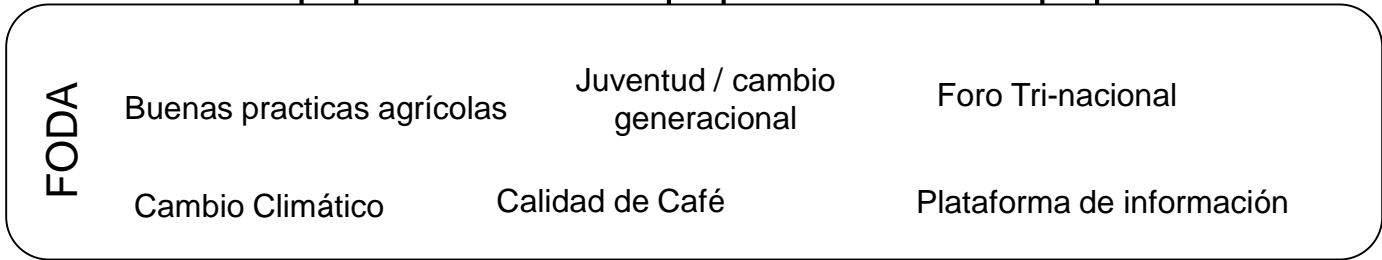 FODA
Buenas practicas agrícolas
Juventud / cambio
generacional
Foro Tri-nacional
Cambio Climático
Calidad de Café
Plataforma de información